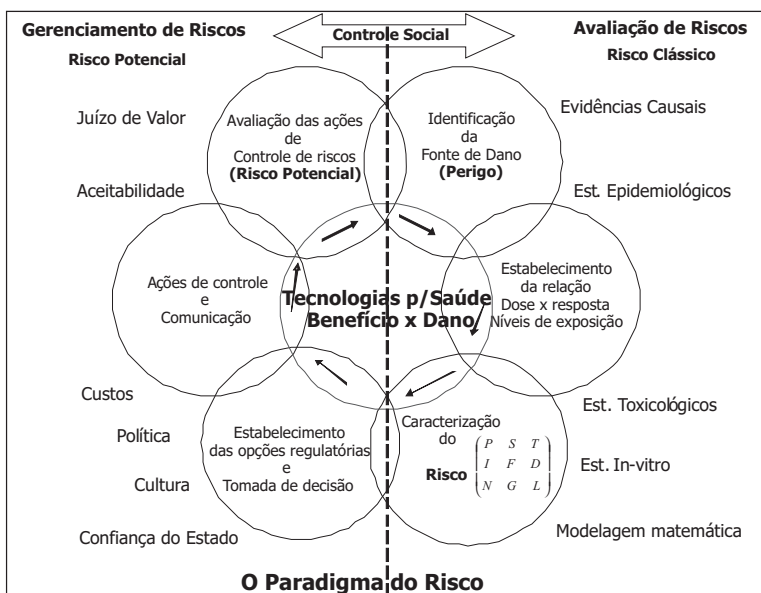 Gerenciamento de Riscos
Risco Potencial
Controle Social
Avaliação de Riscos
Risco Clássico
Juízo de Valor
Aceitabilidade
Avaliação das ações
de
Controle de riscos
(Risco Potencial)
Identificação
da
Fonte de Dano
(Perigo)
Evidências Causais
Est. Epidemiológicos
Ações de controle
e
Comunicação
Tecnologias p/Saúde
Benefício x Dano
Estabelecimento
da relação
Dose x resposta
Níveis de exposição
Custos
Política
Cultura
Confiança do Estado
Estabelecimento
das opções regulatórias
e
Tomada de decisão
Caracterização
do
Risco
P S T
I F D
N G L
Est. Toxicológicos
Est. In-vitro
Modelagem matemática
O Paradigma do Risco